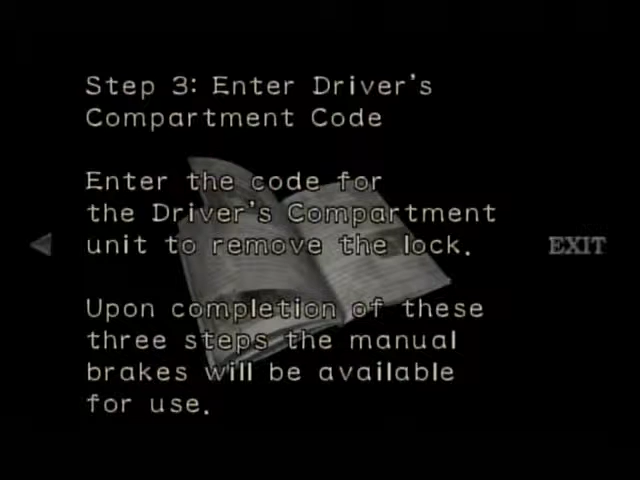 Step 3: Enter Driver's
Compartment Code
Enter the code for
the Driver's Compartment
unit to remove the lock.
EXIT
Upon completion of these
three steps the manual
brakes will be available
for use.